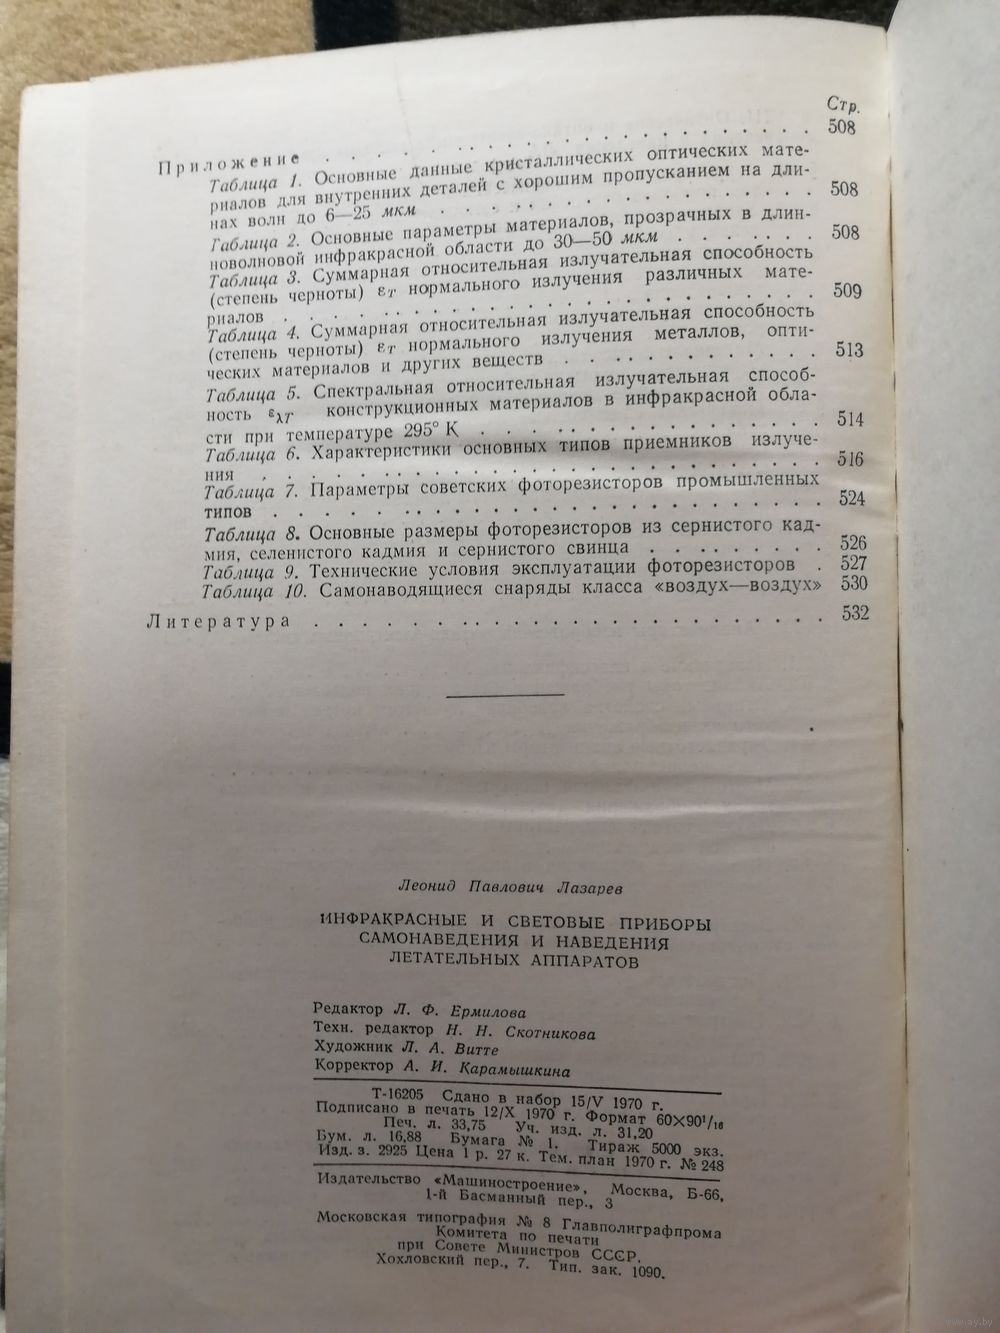 Стр.
Приложение . . . . . . . . . . . . . . . . . . . . 508
Таблица 1. Основные данные кристаллических оптических мате-
риалов для внутренних деталей с хорошим пропусканием на дли-
нах волн до 6—25 мкм . . . . . . . . . . . . . . . . 508
Таблица 2. Основные параметры материалов, прозрачных в длин-
новолновой инфракрасной области до 30—50 мкм . . . . . . . 508
Таблица 3. Суммарная относительная излучательная способность
(степень черноты) εT нормального излучения различных мате-
риалов . . . . . . . . . . . . . . . . . . . . . . 509
Таблица 4. Суммарная относительная излучательная способность
(степень черноты) εT нормального излучения металлов, опти-
ческих материалов и других веществ . . . . . . . . . . . 513
Таблица 5. Спектральная относительная излучательная способ-
ность ελT конструкционных материалов в инфракрасной обла-
сти при температуре 295° К . . . . . . . . . . . . . . 514
Таблица 6. Характеристики основных типов приемников излуче-
ния . . . . . . . . . . . . . . . . . . . . . . . 516
Таблица 7. Параметры советских фоторезисторов промышленных
типов . . . . . . . . . . . . . . . . . . . . . . 524
Таблица 8. Основные размеры фоторезисторов из сернистого кад-
мия, селенистого кадмия и сернистого свинца . . . . . . . . 526
Таблица 9. Технические условия эксплуатации фоторезисторов . 527
Таблица 10. Самонаводящиеся снаряды класса «воздух—воздух» 530
Литература . . . . . . . . . . . . . . . . . . . . 532
Леонид Павлович Лазарев
ИНФРАКРАСНЫЕ И СВЕТОВЫЕ ПРИБОРЫ
САМОНАВЕДЕНИЯ И НАВЕДЕНИЯ
ЛЕТАТЕЛЬНЫХ АППАРАТОВ
Редактор Л. Ф. Ермилова
Техн. редактор Н. Н. Скотникова
Художник Л. А. Витте
Корректор А. И. Карамышкина
Т-16205 Сдано в набор 15/V 1970 г.
Подписано в печать 12/X 1970 г. Формат 60×90¹/₁₆
Печ. л. 33,75 Уч. изд. л. 31,20
Бум. л. 16,88 Бумага № 1. Тираж 5000 экз.
Изд. з. 2925 Цена 1 р. 27 к. Тем. план 1970 г. № 248
Издательство «Машиностроение», Москва, Б-66,
1-й Басманный пер., 3
Московская типография № 8 Главполиграфпрома
Комитета по печати
при Совете Министров СССР.
Хохловский пер., 7. Тип. зак. 1090.
www.ay.by